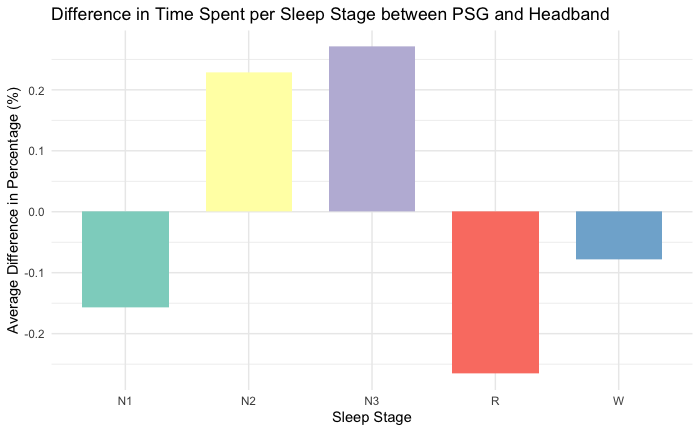 Difference in Time Spent per Sleep Stage between PSG and Headband
Average Difference in Percentage (%)
0.2
0.1
0.0
-0.1
-0.2
N1 N2 N3 R W
Sleep Stage